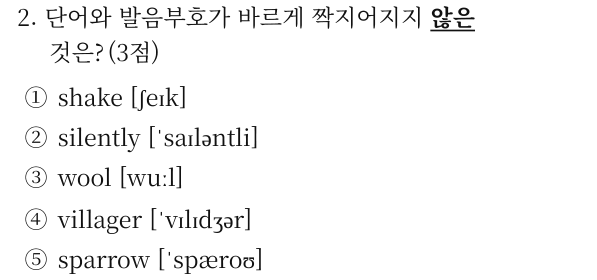 2. 단어와 발음부호가 바르게 짝지어지지 않은
것은? (3점)
① shake [ʃeɪk]
② silently [ˈsaɪləntli]
③ wool [wuːl]
④ villager [ˈvɪlɪdʒər]
⑤ sparrow [ˈspæroʊ]